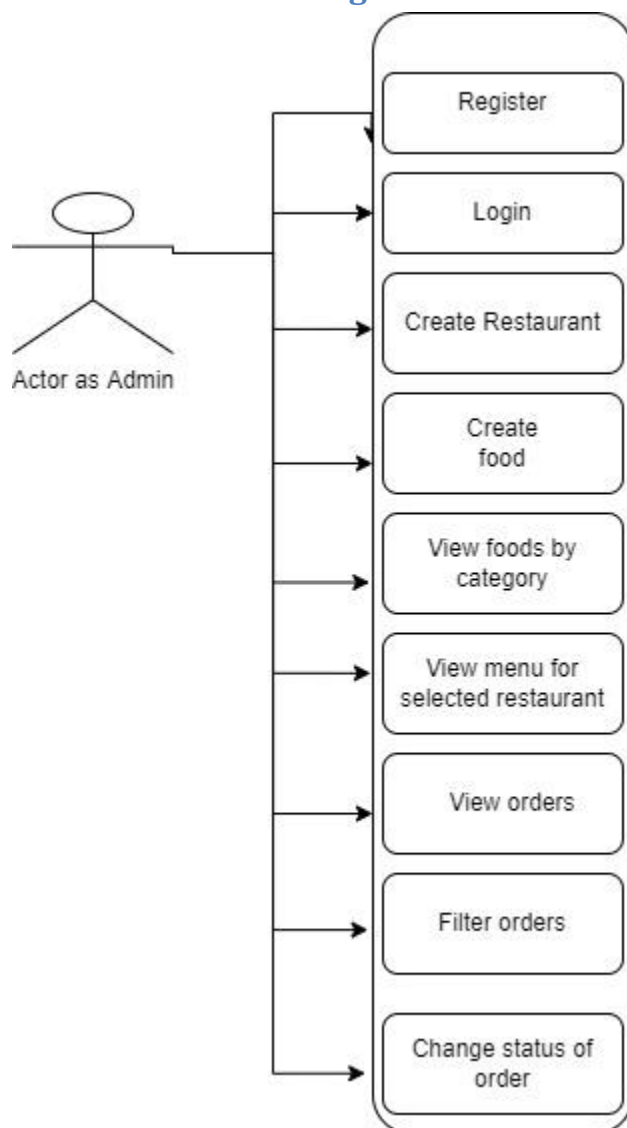 Register
Login
Actor as Admin
Create Restaurant
Create
food
View foods by
category
View menu for
selected restaurant
View orders
Filter orders
Change status of
order